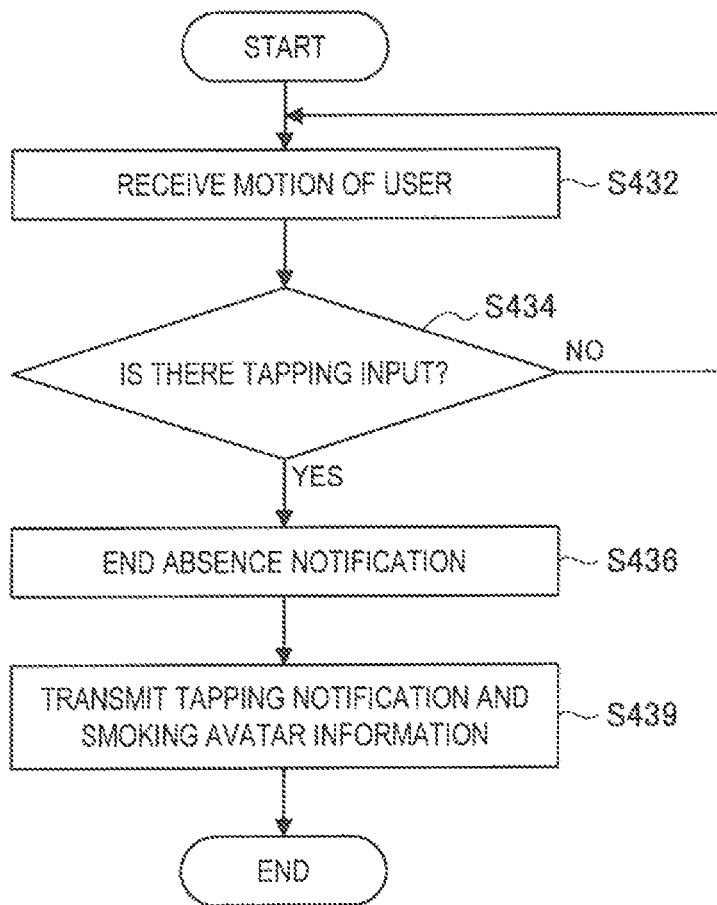 START
RECEIVE MOTION OF USER
S432
S434
IS THERE TAPPING INPUT?
NO
YES
END ABSENCE NOTIFICATION
S436
TRANSMIT TAPPING NOTIFICATION AND
SMOKING AVATAR INFORMATION
S439
END